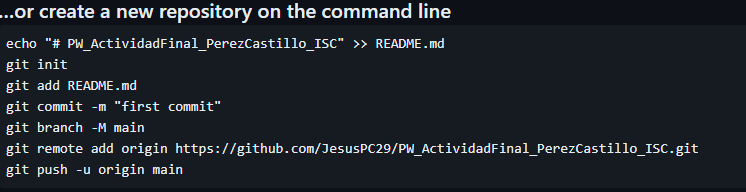 ...or create a new repository on the command line
echo "# PW_ActividadFinal_PerezCastillo_ISC" >> README.md
git init
git add README.md
git commit -m "first commit"
git branch -M main
git remote add origin https://github.com/JesusPC29/PW_ActividadFinal_PerezCastillo_ISC.git
git push -u origin main